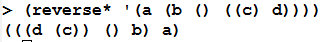 > (reverse* '(a (b () ((c) d))))
(((d (c)) () b) a)